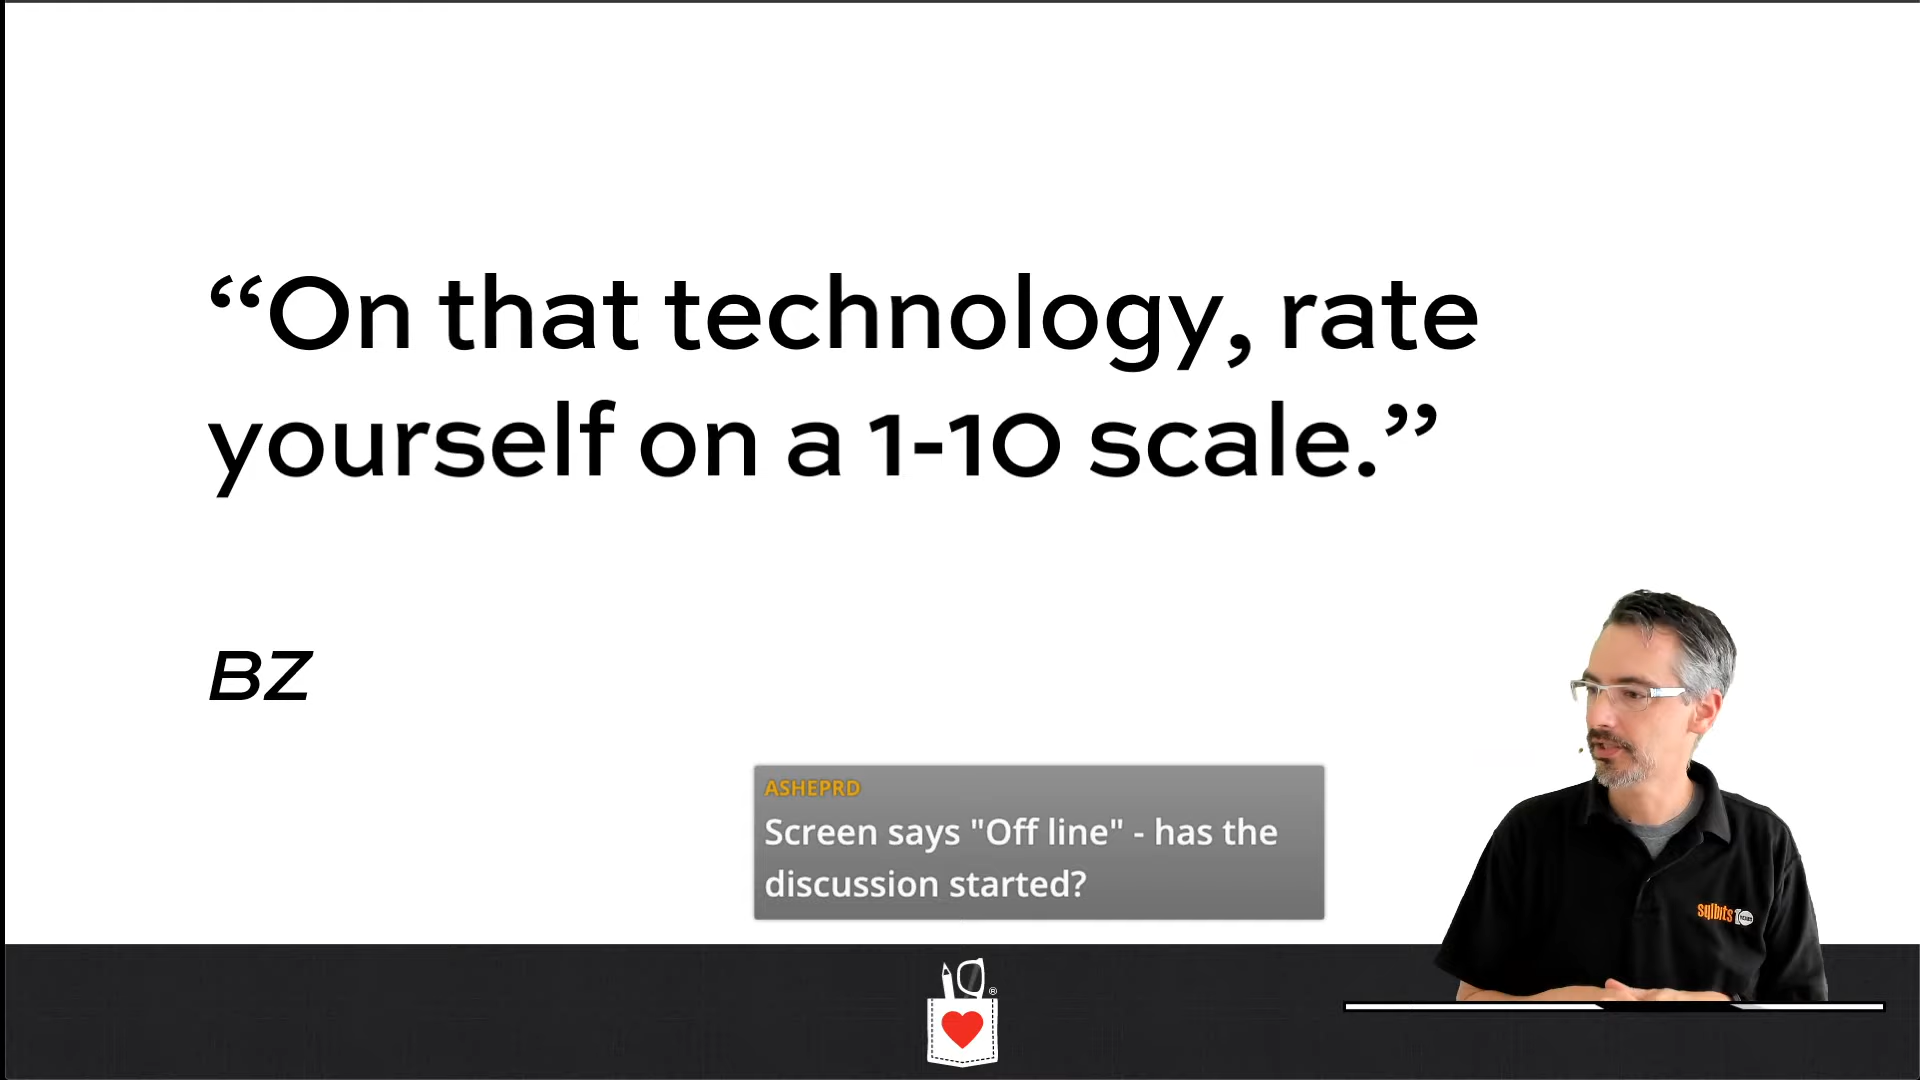 “On that technology, rate
yourself on a 1-10 scale.”
BZ
ASHEPRD
Screen says "Off line" - has the
discussion started?
sqlbits
®